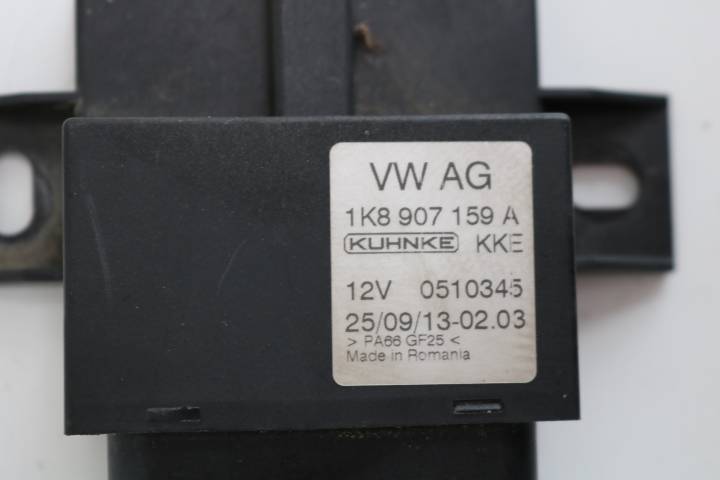 VW AG
1K8 907 159 A
KUHNKE KKE
12V 0510345
25/09/13-02.03
> PA66 GF25 <
Made in Romania